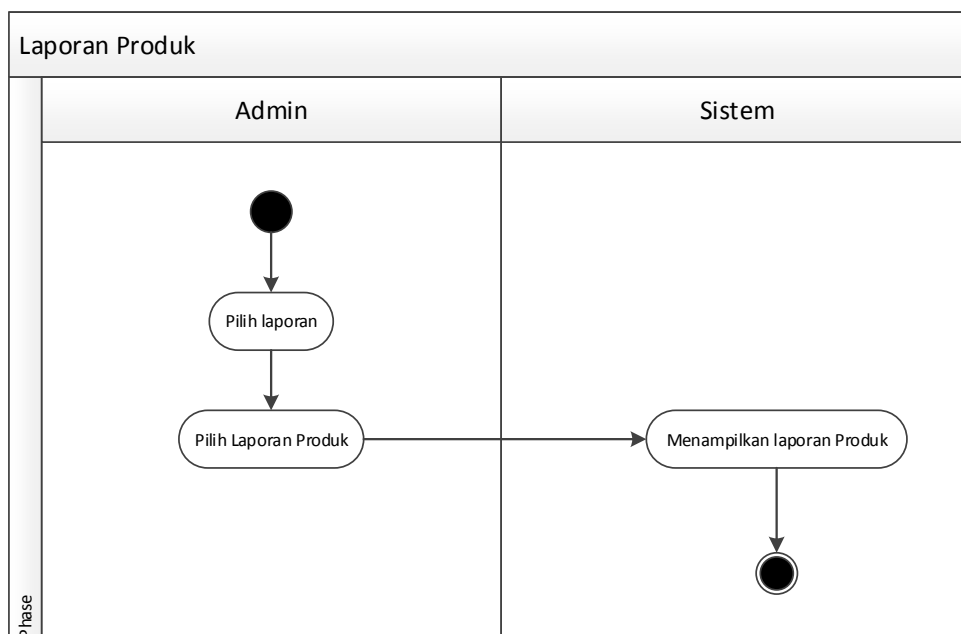 Laporan Produk
Admin
Sistem
Pilih laporan
Pilih Laporan Produk
Menampilkan laporan Produk
Phase